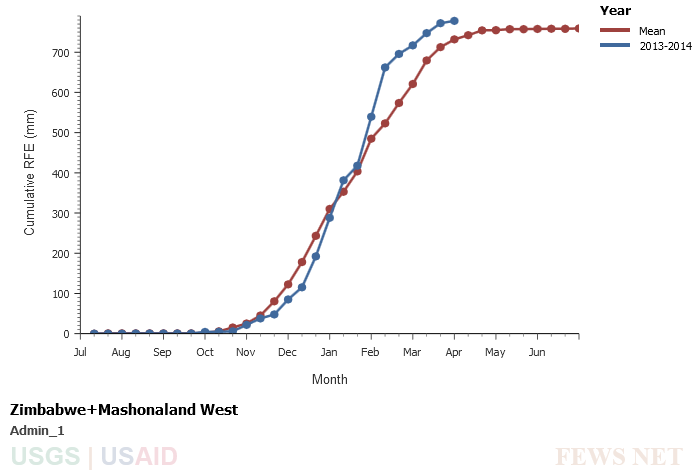 Year
Mean
2013-2014
Cumulative RFE (mm)
700
600
500
400
300
200
100
0
Jul Aug Sep Oct Nov Dec Jan Feb Mar Apr May Jun
Month
Zimbabwe+Mashonaland West
Admin_1
USGS | USAID
FEWS NET